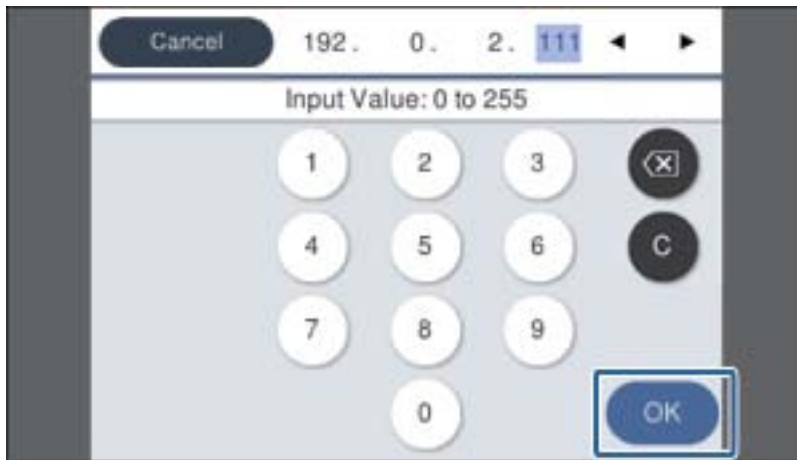 Cancel 192. 0. 2. 111 ◄ ►
Input Value: 0 to 255
1 2 3
4 5 6 C
7 8 9
0 OK